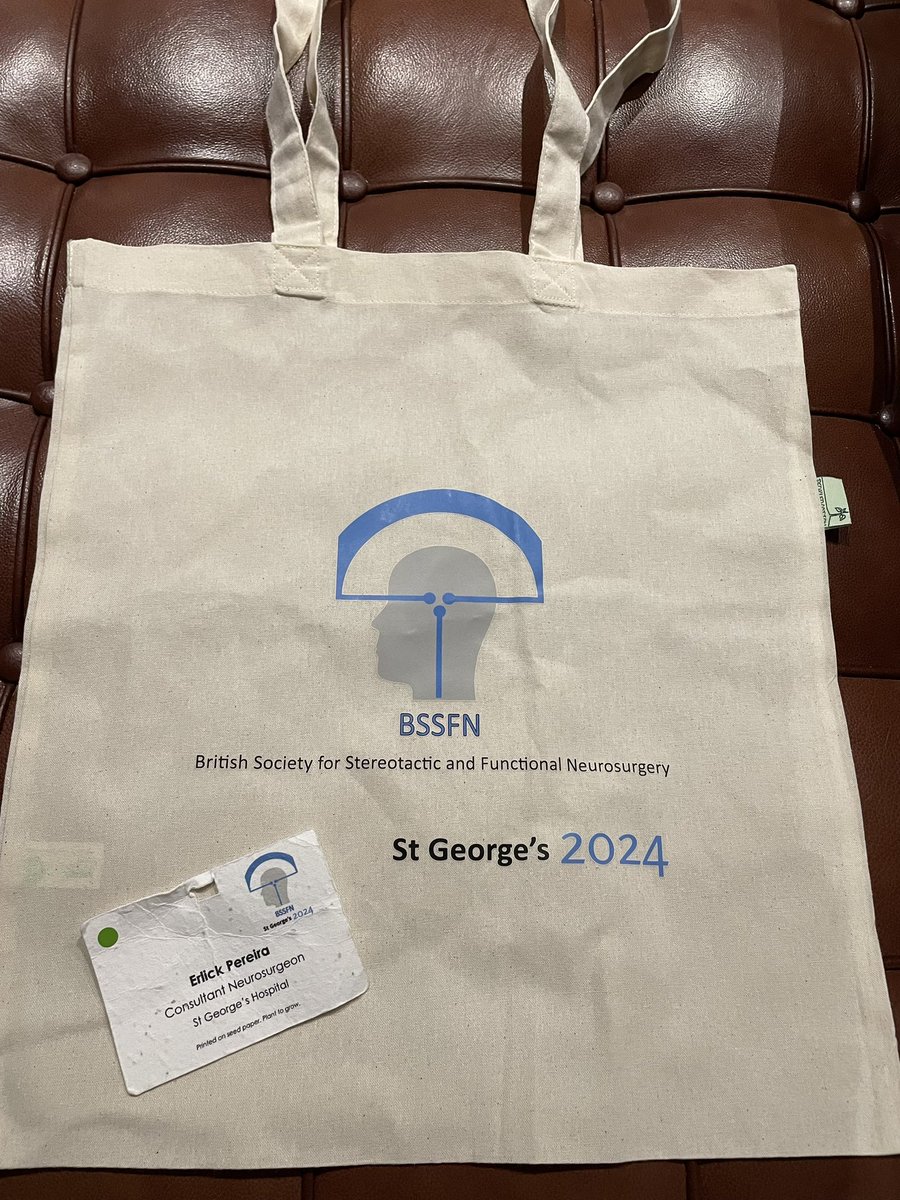 BSSFN
British Society for Stereotactic and Functional Neurosurgery
St George's 2024
BSSFN
St George's 2024
Erlick Pereira
Consultant Neurosurgeon
St George's Hospital
Printed on seed paper. Plant to grow.